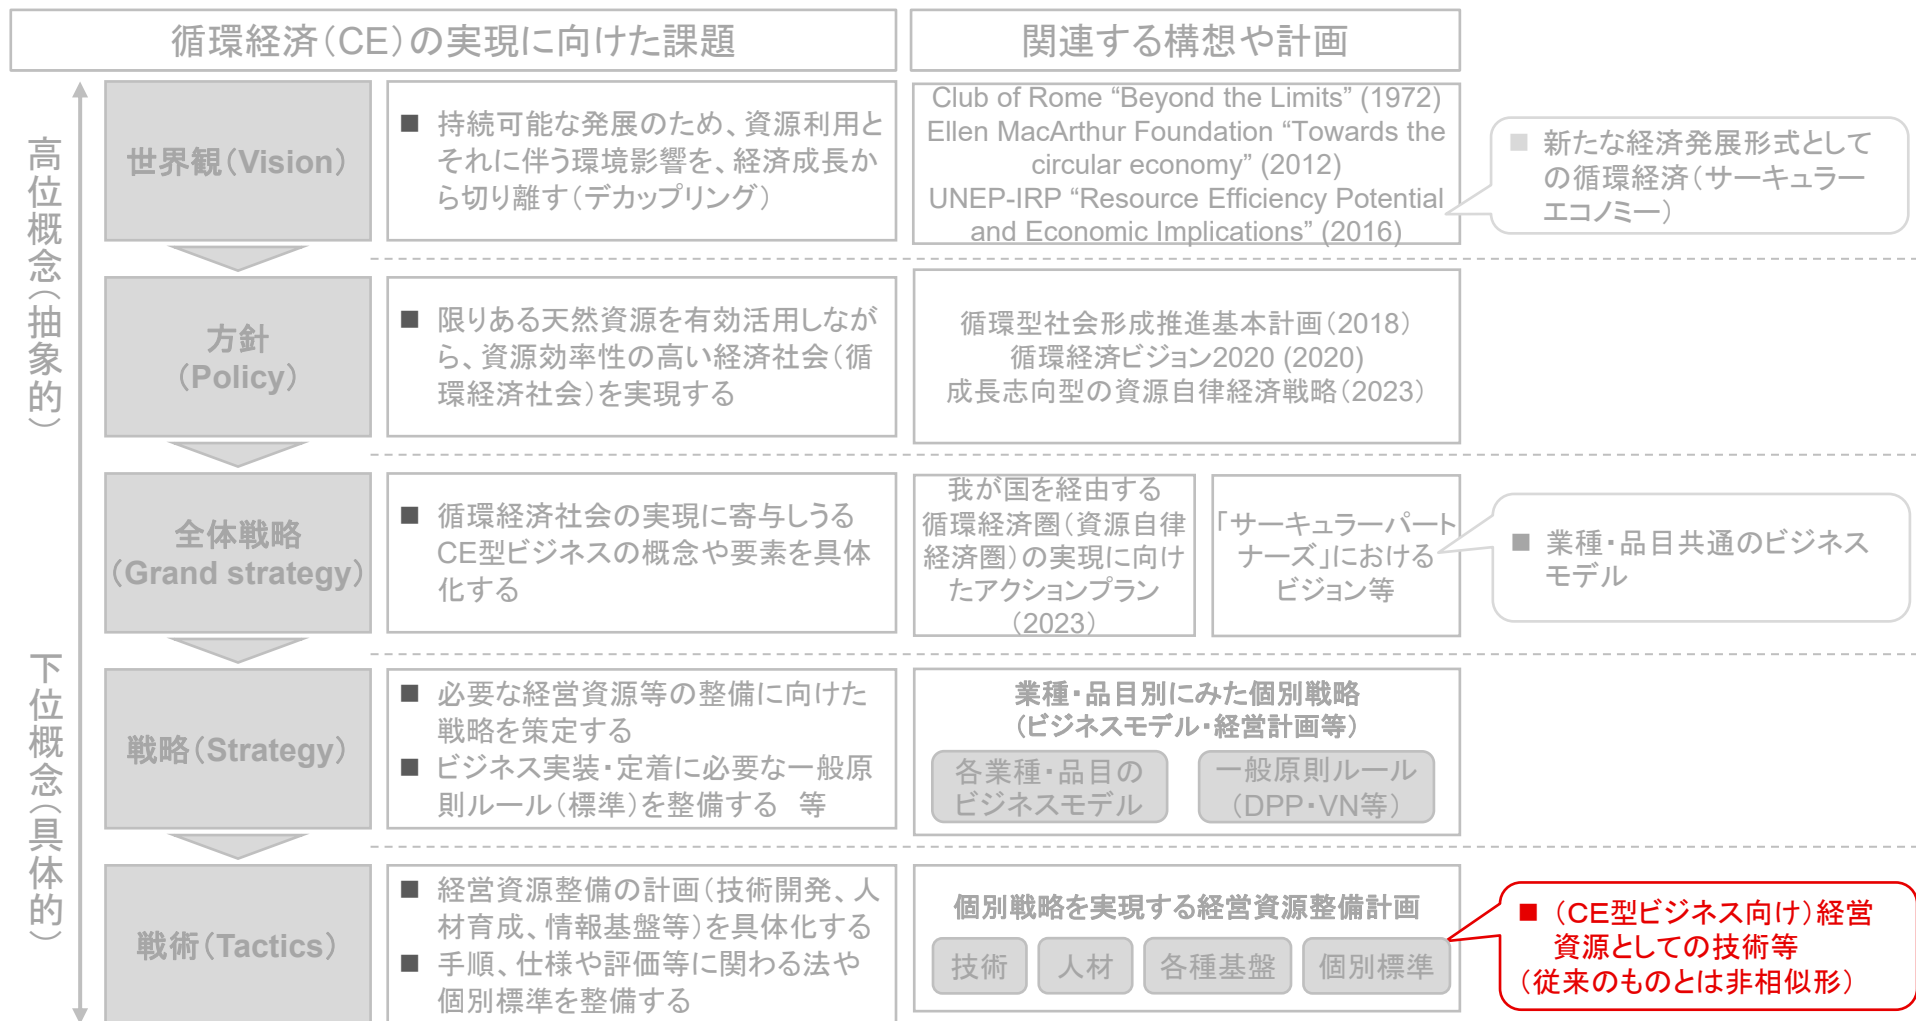 循環経済（CE）の実現に向けた課題
関連する構想や計画
高位概念（抽象的）
下位概念（具体的）
世界観（Vision）
■ 持続可能な発展のため、資源利用と
それに伴う環境影響を、経済成長か
ら切り離す（デカップリング）
Club of Rome “Beyond the Limits” (1972)
Ellen MacArthur Foundation “Towards the
circular economy” (2012)
UNEP-IRP “Resource Efficiency Potential
and Economic Implications” (2016)
■ 新たな経済発展形式として
の循環経済（サーキュラー
エコノミー）
方針
（Policy）
■ 限りある天然資源を有効活用しなが
ら、資源効率性の高い経済社会（循
環経済社会）を実現する
循環型社会形成推進基本計画（2018）
循環経済ビジョン2020 (2020)
成長志向型の資源自律経済戦略（2023）
全体戦略
（Grand strategy）
■ 循環経済社会の実現に寄与しうる
CE型ビジネスの概念や要素を具体
化する
我が国を経由する
循環経済圏（資源自律
経済圏）の実現に向け
たアクションプラン
（2023）
「サーキュラーパート
ナーズ」における
ビジョン等
■ 業種・品目共通のビジネス
モデル
戦略（Strategy）
■ 必要な経営資源等の整備に向けた
戦略を策定する
■ ビジネス実装・定着に必要な一般原
則ルール（標準）を整備する　等
業種・品目別にみた個別戦略
（ビジネスモデル・経営計画等）
各業種・品目の
ビジネスモデル
一般原則ルール
（DPP・VN等）
戦術（Tactics）
■ 経営資源整備の計画（技術開発、人
材育成、情報基盤等）を具体化する
■ 手順、仕様や評価等に関わる法や
個別標準を整備する
個別戦略を実現する経営資源整備計画
技術
人材
各種基盤
個別標準
■ （CE型ビジネス向け）経営
資源としての技術等
（従来のものとは非相似形）